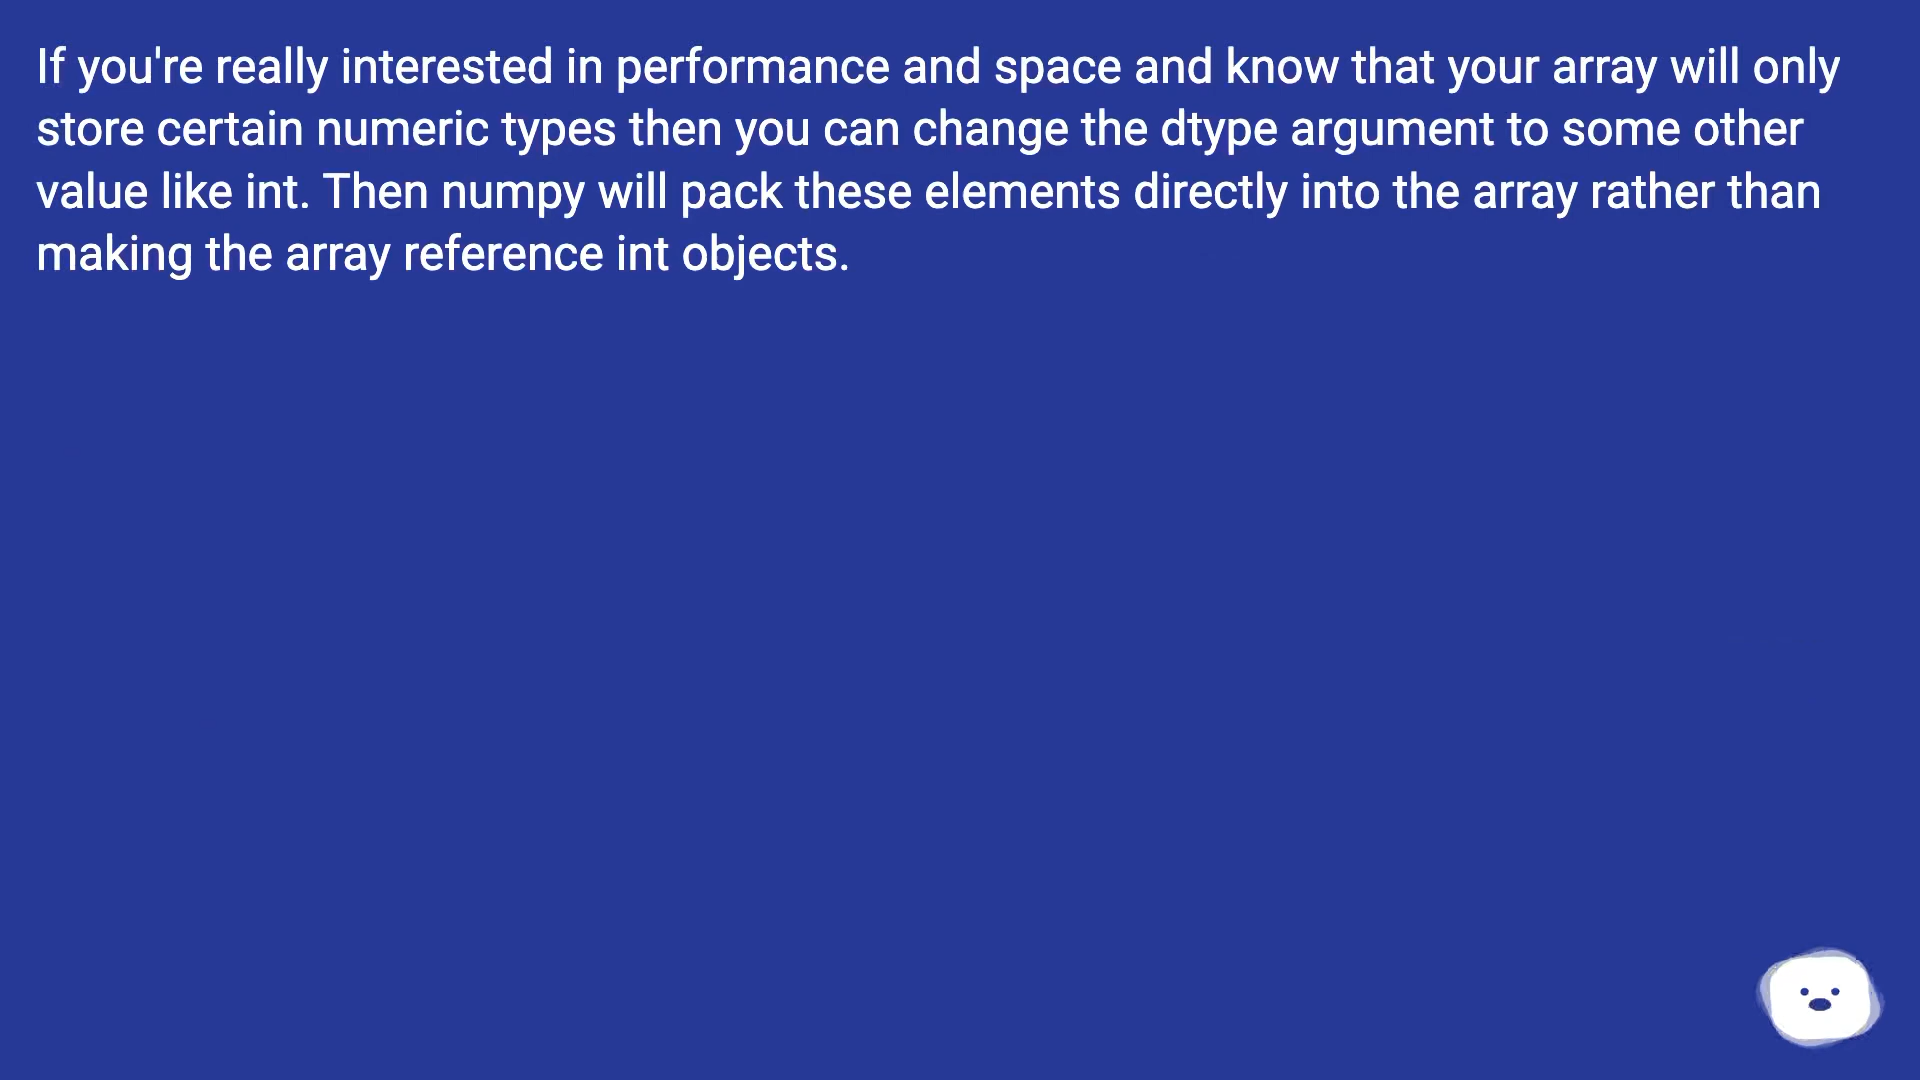 If you're really interested in performance and space and know that your array will only
store certain numeric types then you can change the dtype argument to some other
value like int. Then numpy will pack these elements directly into the array rather than
making the array reference int objects.